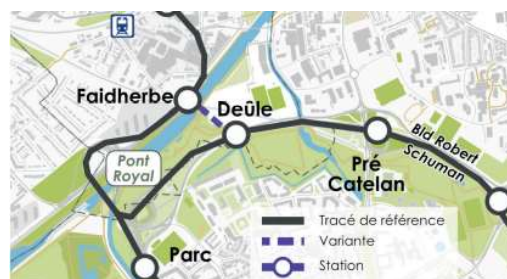 Faidherbe
Deûle
Pont
Royal
Pré
Catelan
Bld Robert
Schuman
Parc
Tracé de référence
Variante
Station